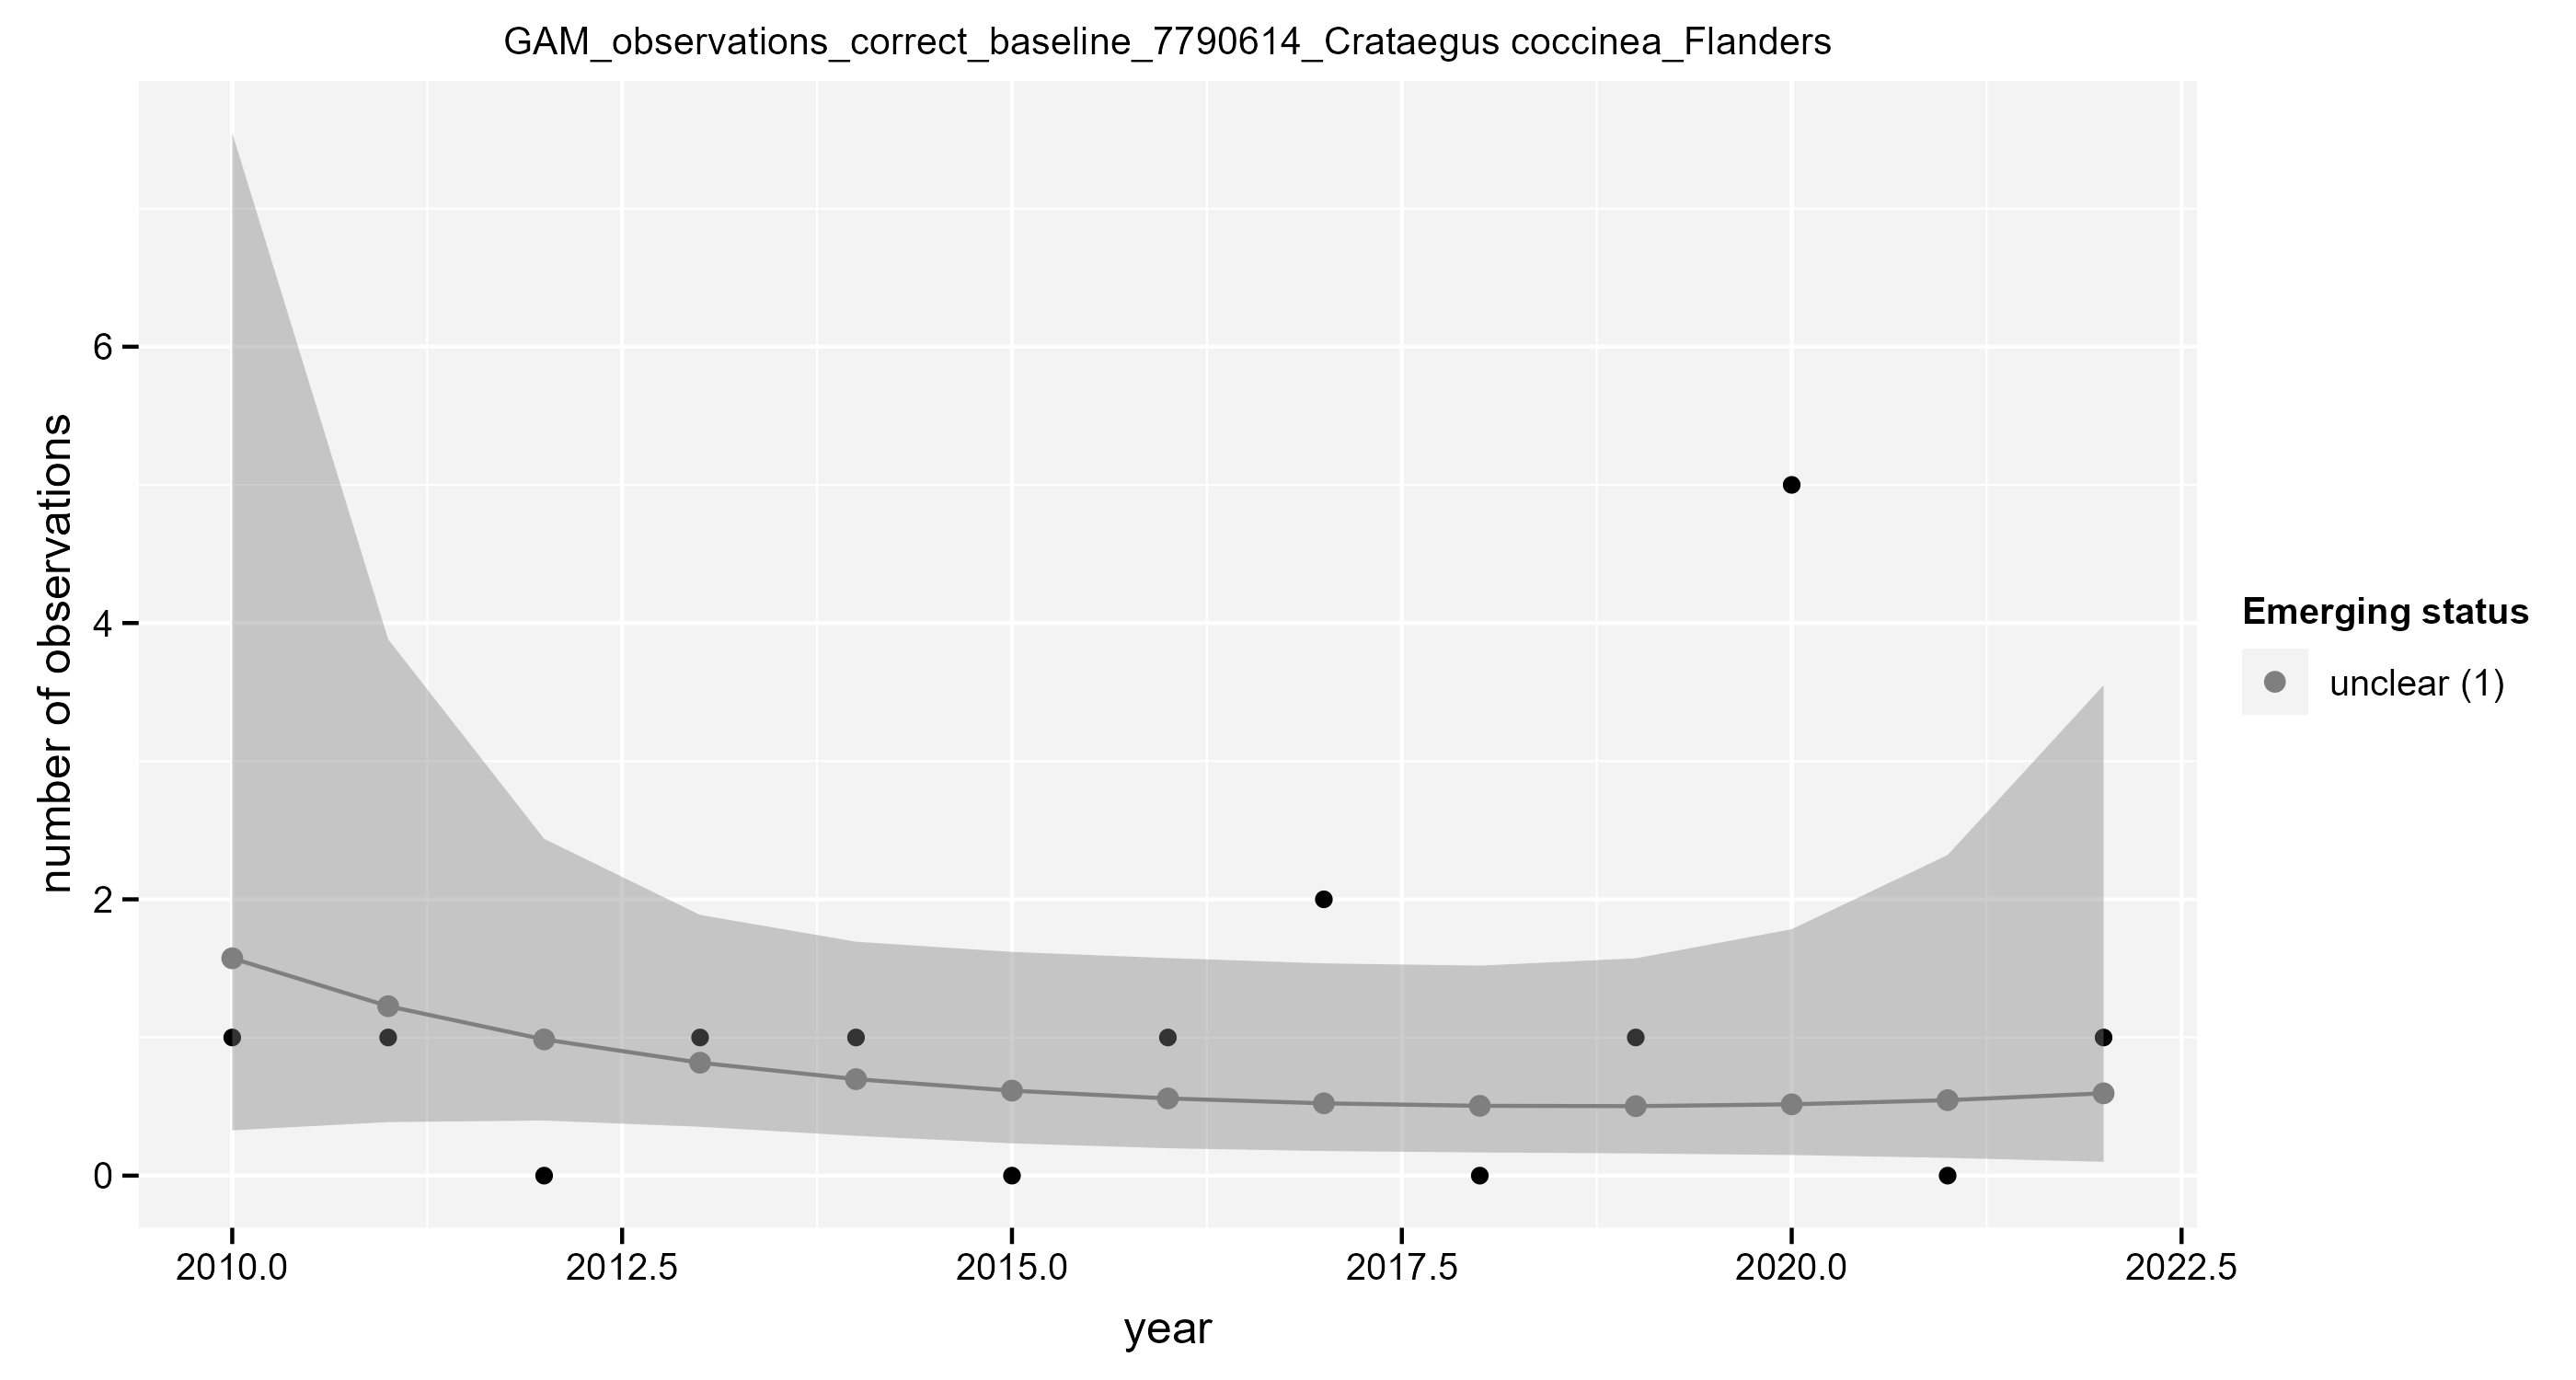 GAM_observations_correct_baseline_7790614_Crataegus coccinea_Flanders
number of observations
6
4
2
0
2010.0 2012.5 2015.0 2017.5 2020.0 2022.5
year
Emerging status
unclear (1)